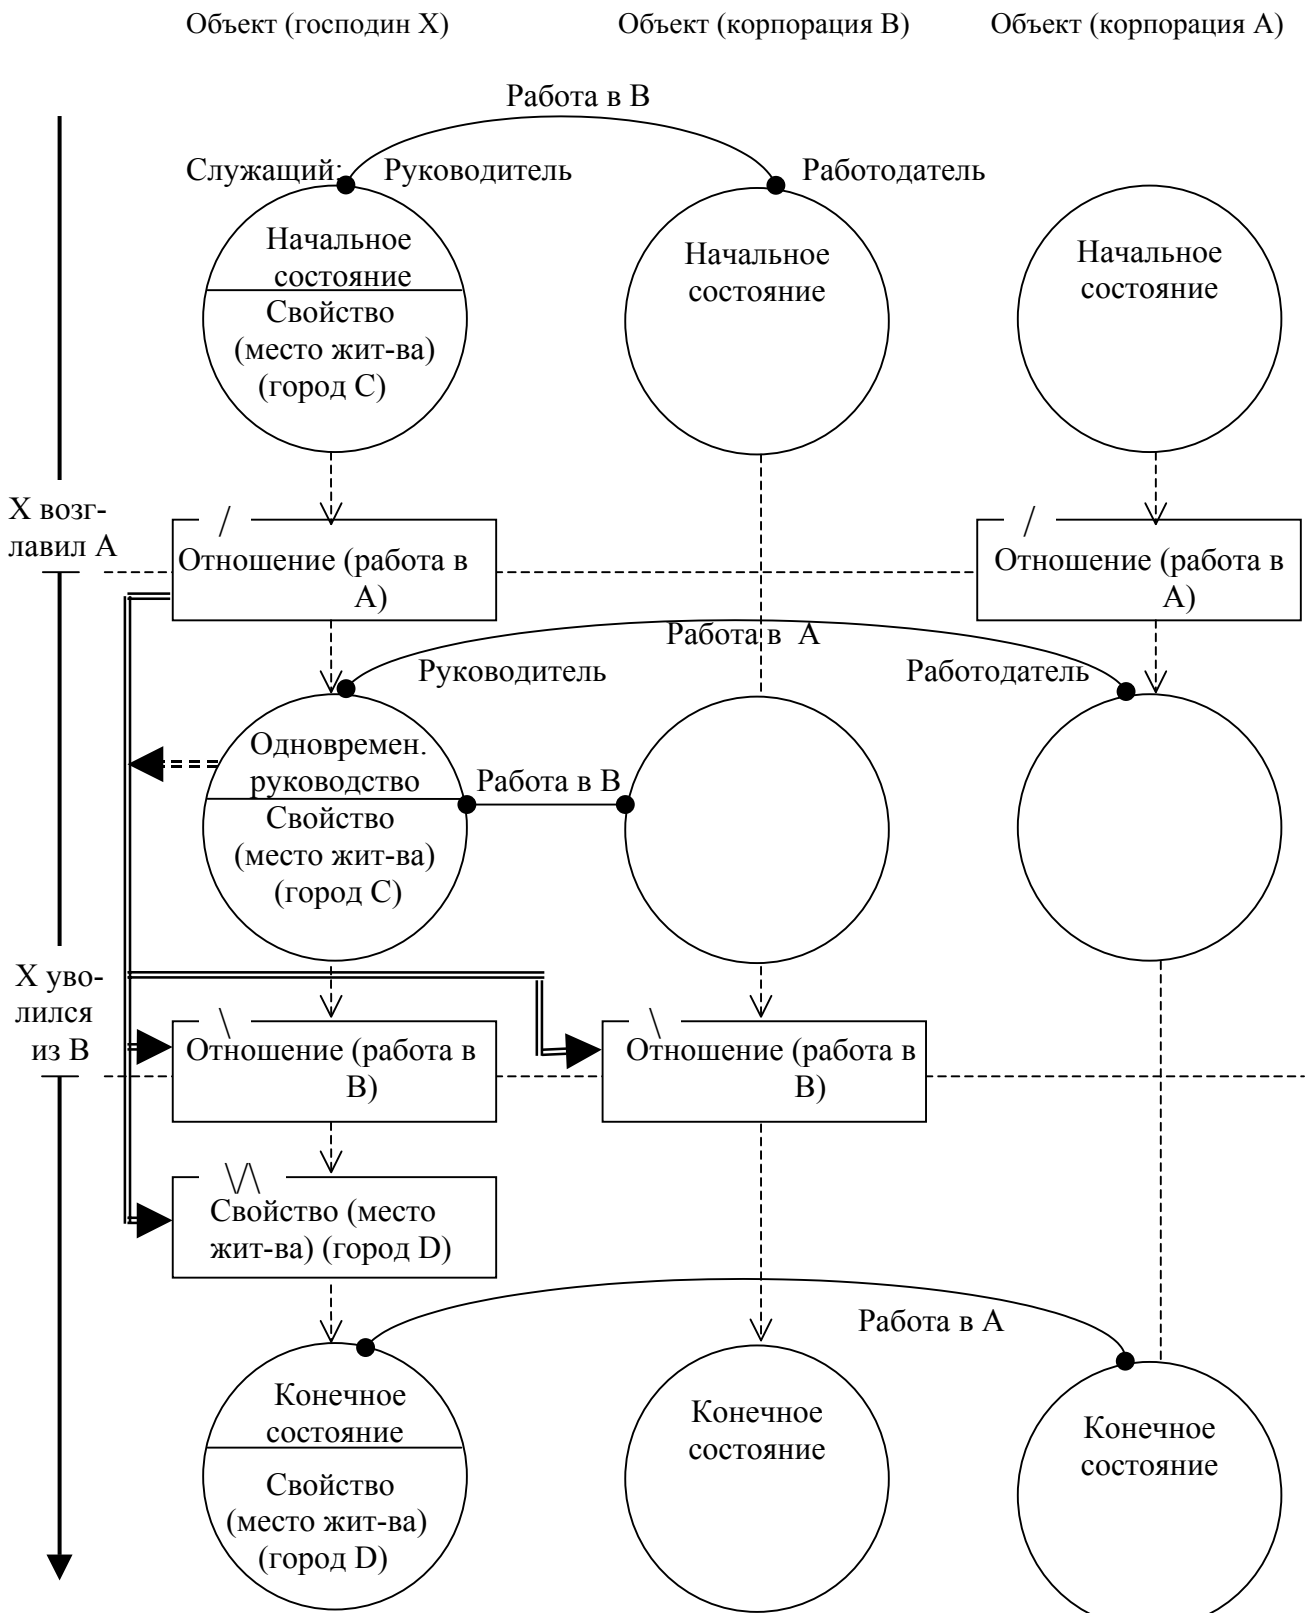 Объект (господин X)
Объект (корпорация B)
Объект (корпорация A)
Работа в B
Служащий:
Руководитель
Работодатель
Начальное
состояние
Свойство
(место жит-ва)
(город C)
Начальное
состояние
Начальное
состояние
X возг-
лавил A
/
Отношение (работа в
A)
/
Отношение (работа в
A)
Работа в A
Руководитель
Работодатель
Одновремен.
руководство
Свойство
(место жит-ва)
(город C)
Работа в B
X уво-
лился
из B
\
Отношение (работа в
B)
\
Отношение (работа в
B)
\/\
Свойство (место
жит-ва) (город D)
Работа в A
Конечное
состояние
Свойство
(место жит-ва)
(город D)
Конечное
состояние
Конечное
состояние